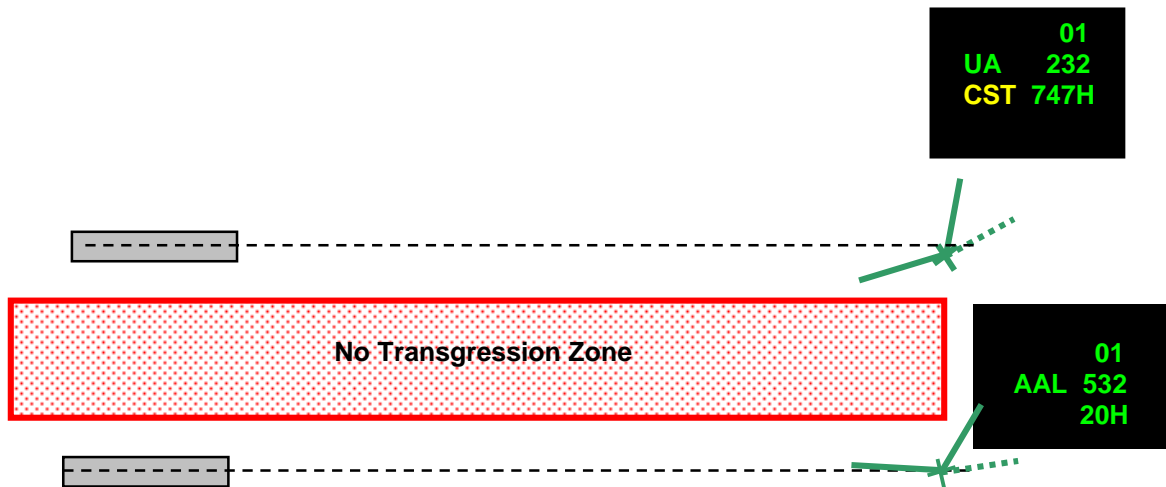 01
UA 232
CST 747H
No Transgression Zone
01
AAL 532
20H